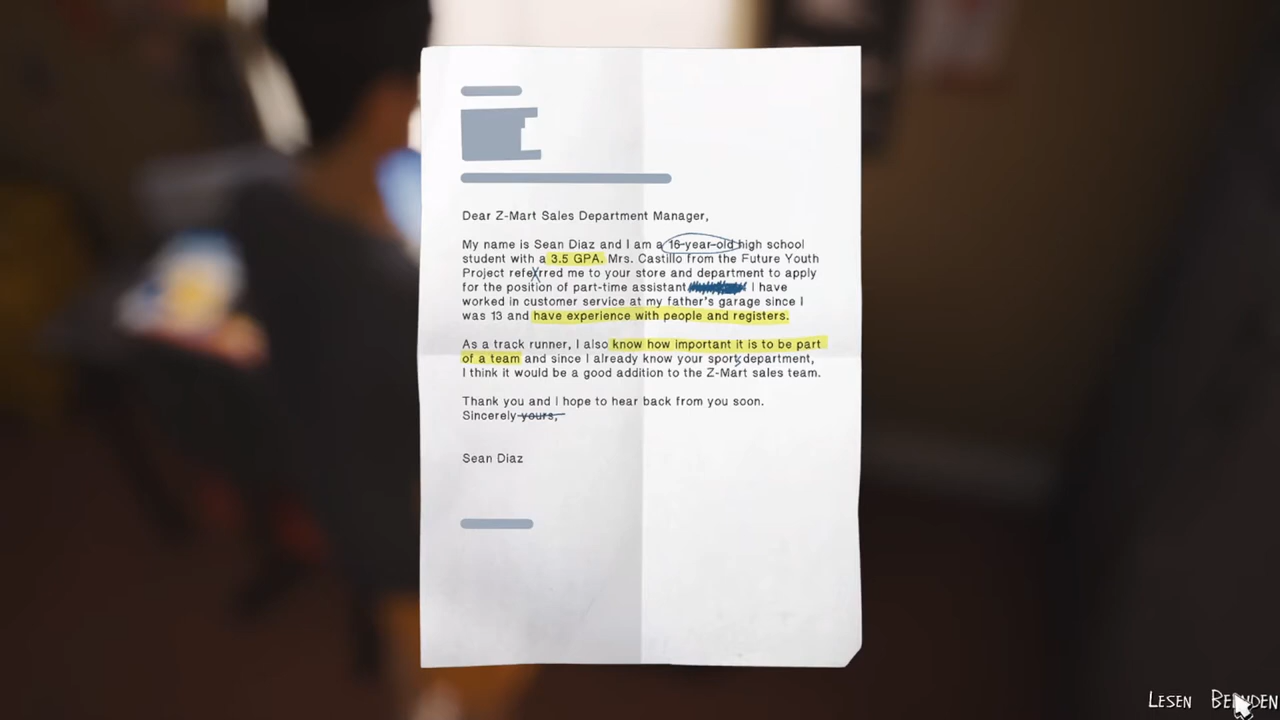 Dear Z-Mart Sales Department Manager,
My name is Sean Diaz and I am a 16-year-old high school
student with a 3.5 GPA. Mrs. Castillo from the Future Youth
Project referred me to your store and department to apply
for the position of part-time assistant I have
worked in customer service at my father's garage since I
was 13 and have experience with people and registers.
As a track runner, I also know how important it is to be part
of a team and since I already know your sports department,
I think it would be a good addition to the Z-Mart sales team.
Thank you and I hope to hear back from you soon.
Sincerely yours,
Sean Diaz
LESEN